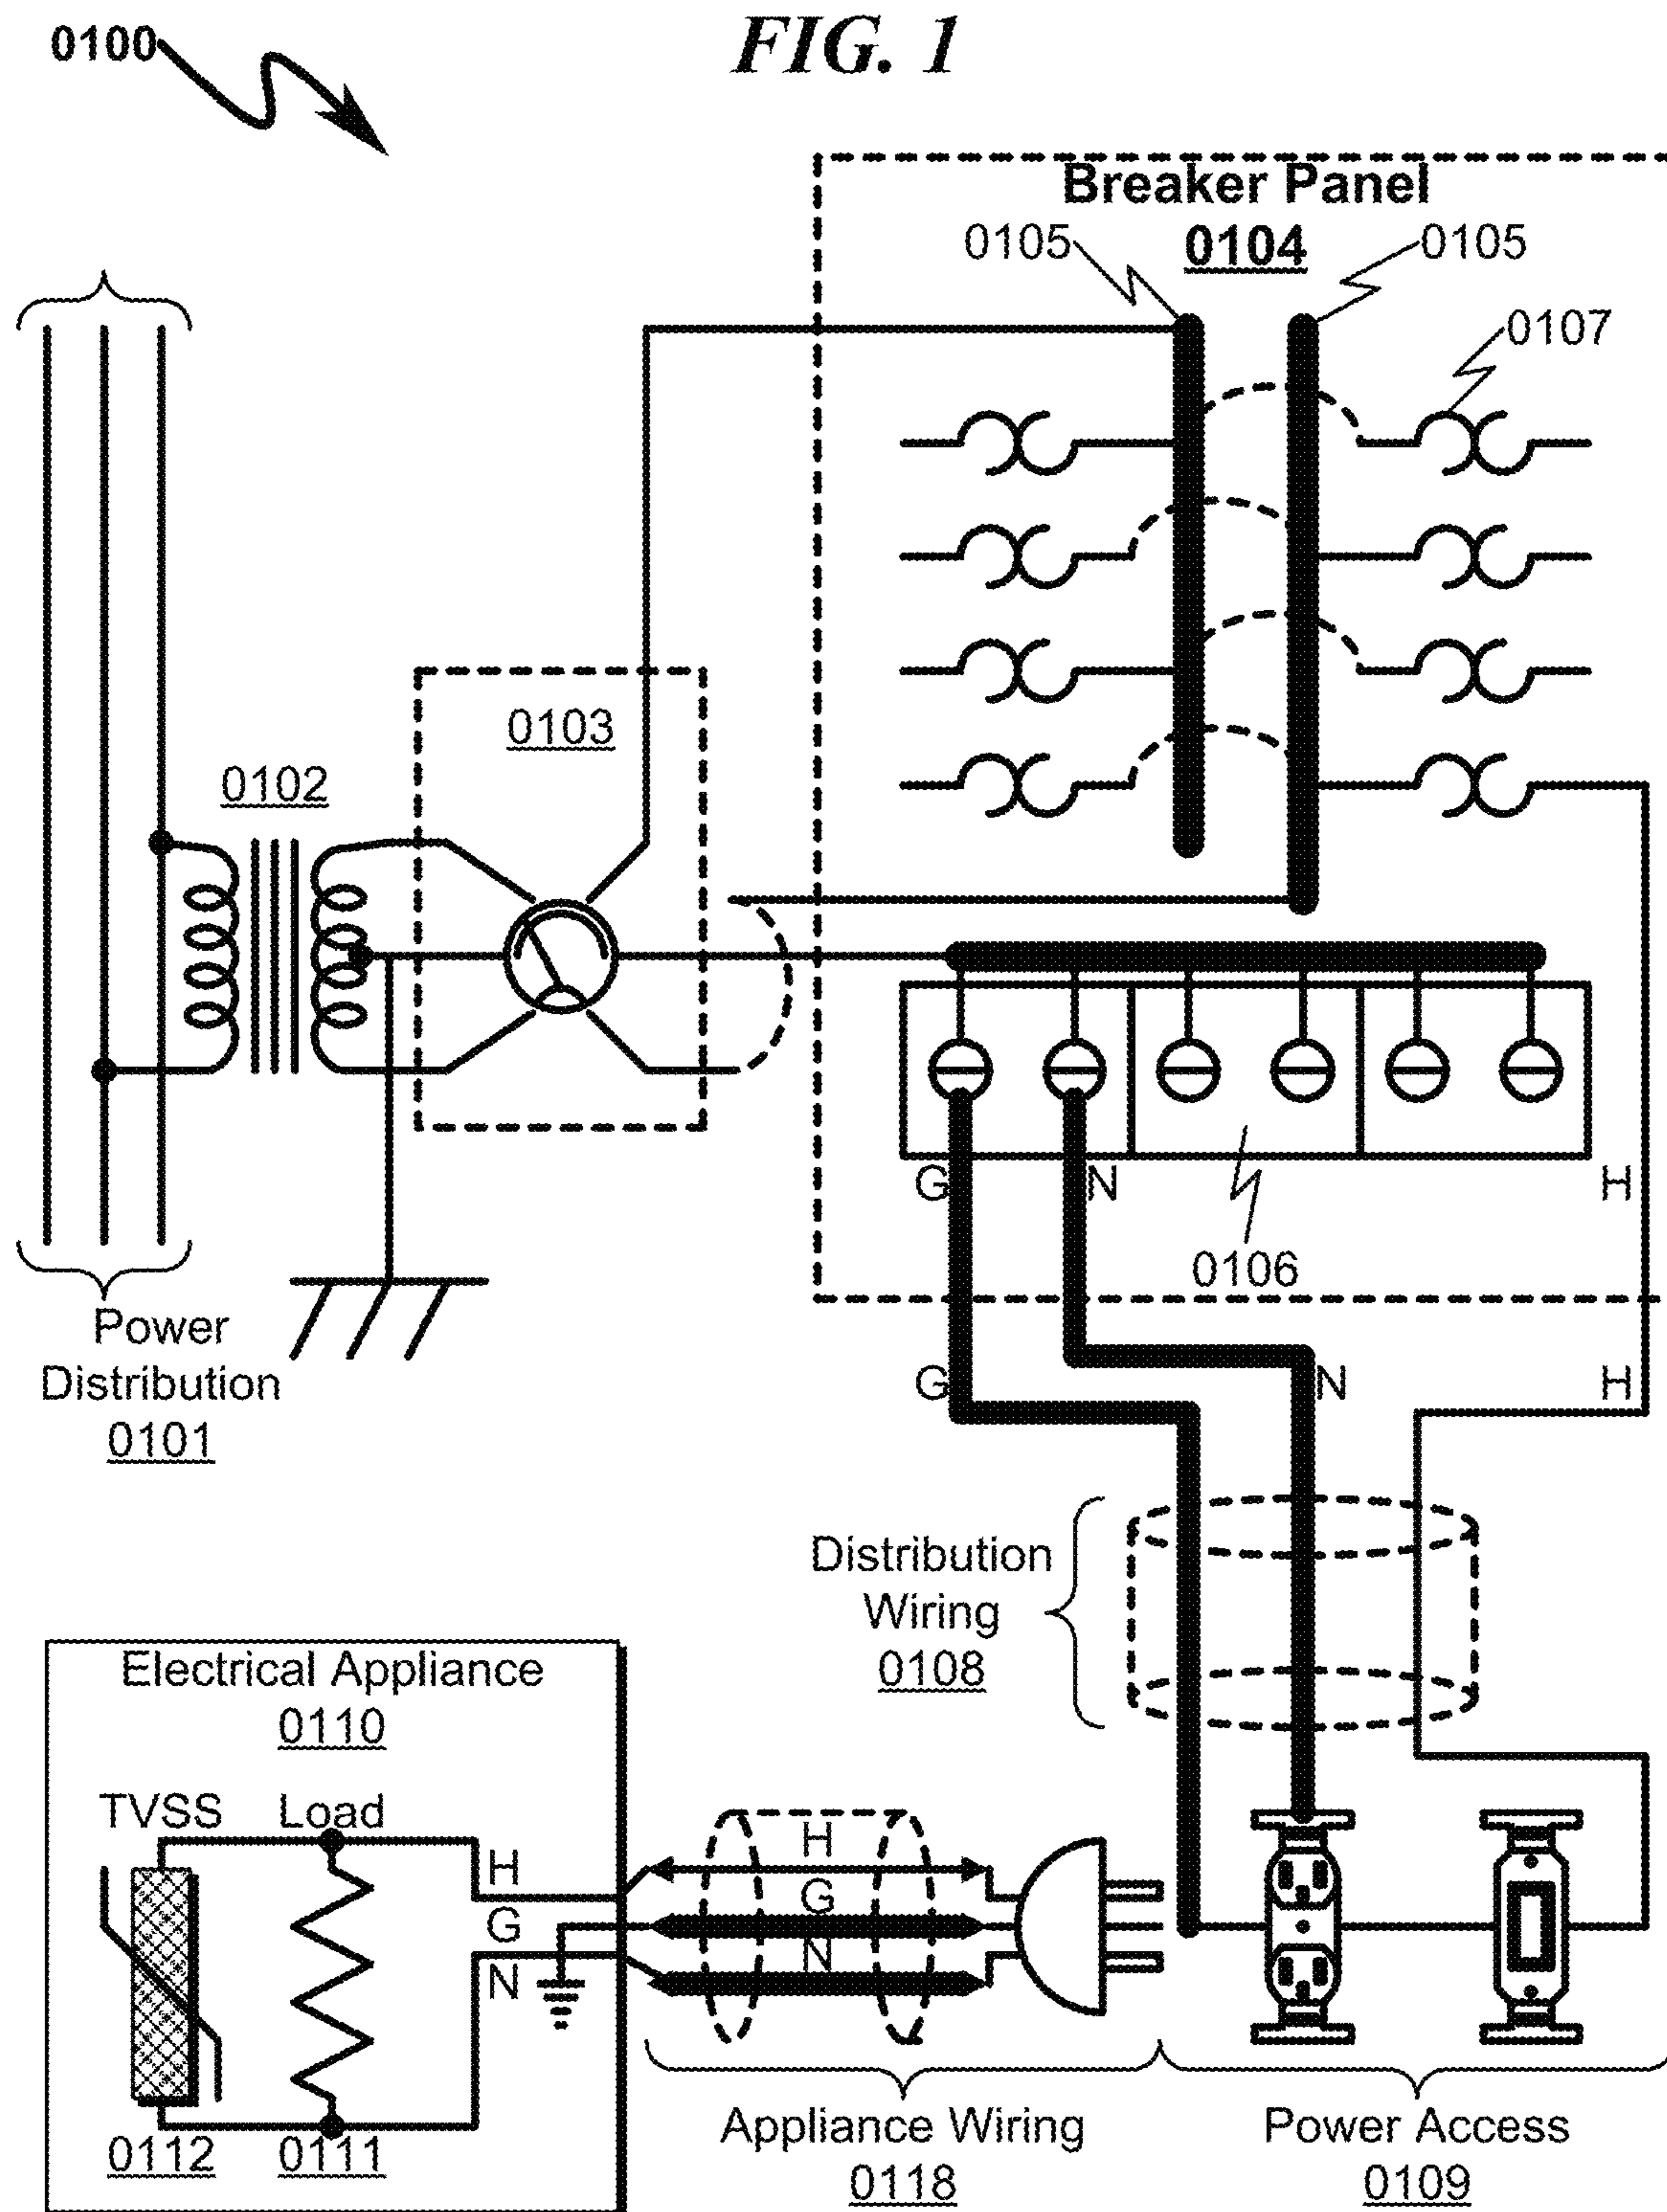 FIG. 1
0100
Breaker Panel
0104
0105
0105
0107
0103
0102
G
N
H
0106
Power
Distribution
0101
G
N
H
Distribution
Wiring
0108
Electrical Appliance
0110
TVSS
Load
H
G
N
H
G
N
0112
0111
Appliance Wiring
0118
Power Access
0109